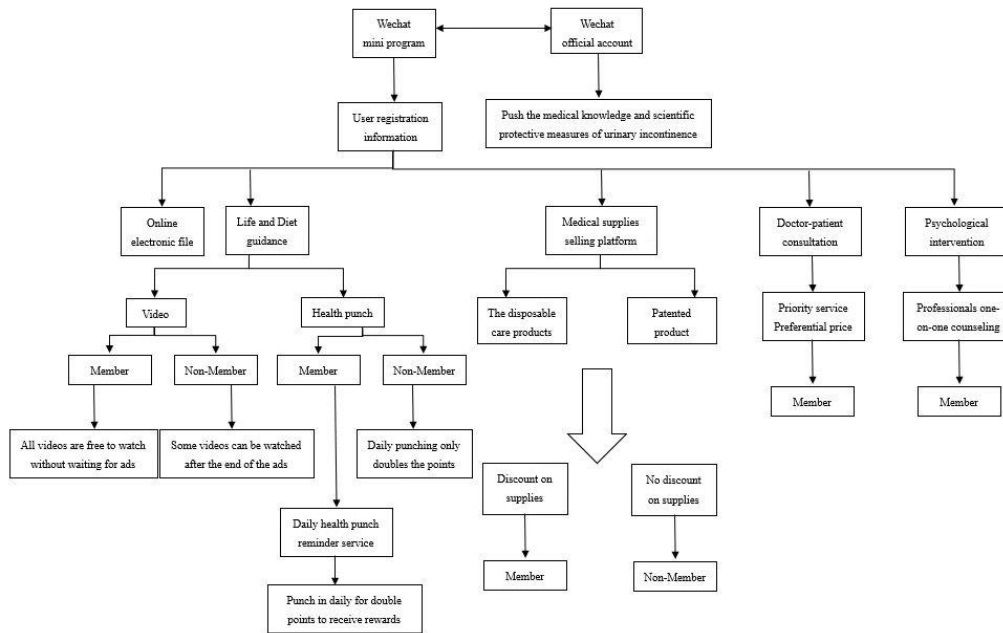 Wechat
mini program
Wechat
official account
User registration
information
Push the medical knowledge and scientific
protective measures of urinary incontinence
Online
electronic file
Life and Diet
guidance
Medical supplies
selling platform
Doctor-patient
consultation
Psychological
intervention
Video
Health punch
The disposable
care products
Patented
product
Priority service
Preferential price
Professionals one-
on-one counseling
Member
Non-Member
Member
Non-Member
Member
Member
All videos are free to watch
without waiting for ads
Some videos can be watched
after the end of the ads
Daily punching only
doubles the points
Discount on
supplies
No discount
on supplies
Daily health punch
reminder service
Member
Non-Member
Punch in daily for double
points to receive rewards